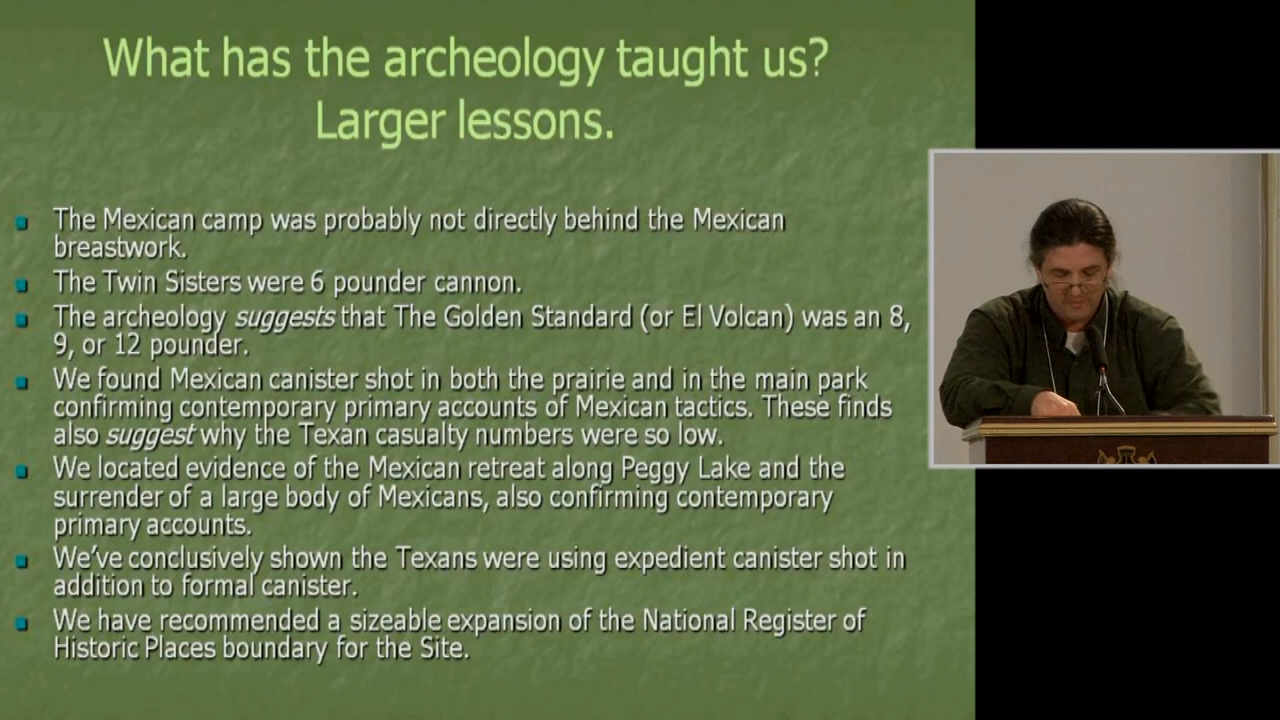 What has the archeology taught us?
Larger lessons.
The Mexican camp was probably not directly behind the Mexican
breastwork.
The Twin Sisters were 6 pounder cannon.
The archeology suggests that The Golden Standard (or El Volcan) was an 8,
9, or 12 pounder.
We found Mexican canister shot in both the prairie and in the main park
confirming contemporary primary accounts of Mexican tactics. These finds
also suggest why the Texan casualty numbers were so low.
We located evidence of the Mexican retreat along Peggy Lake and the
surrender of a large body of Mexicans, also confirming contemporary
primary accounts.
We've conclusively shown the Texans were using expedient canister shot in
addition to formal canister.
We have recommended a sizeable expansion of the National Register of
Historic Places boundary for the Site.